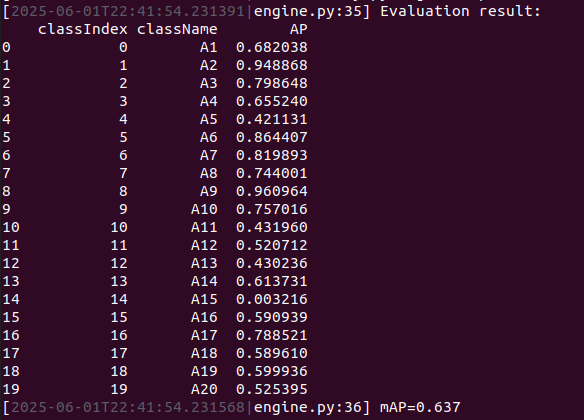 [2025-06-01T22:41:54.231391|engine.py:35] Evaluation result:
classIndex className AP
0 0 A1 0.682038
1 1 A2 0.948868
2 2 A3 0.798648
3 3 A4 0.655240
4 4 A5 0.421131
5 5 A6 0.864407
6 6 A7 0.819893
7 7 A8 0.744001
8 8 A9 0.960964
9 9 A10 0.757016
10 10 A11 0.431960
11 11 A12 0.520712
12 12 A13 0.430236
13 13 A14 0.613731
14 14 A15 0.003216
15 15 A16 0.590939
16 16 A17 0.788521
17 17 A18 0.589610
18 18 A19 0.599936
19 19 A20 0.525395
[2025-06-01T22:41:54.231568|engine.py:36] mAP=0.637